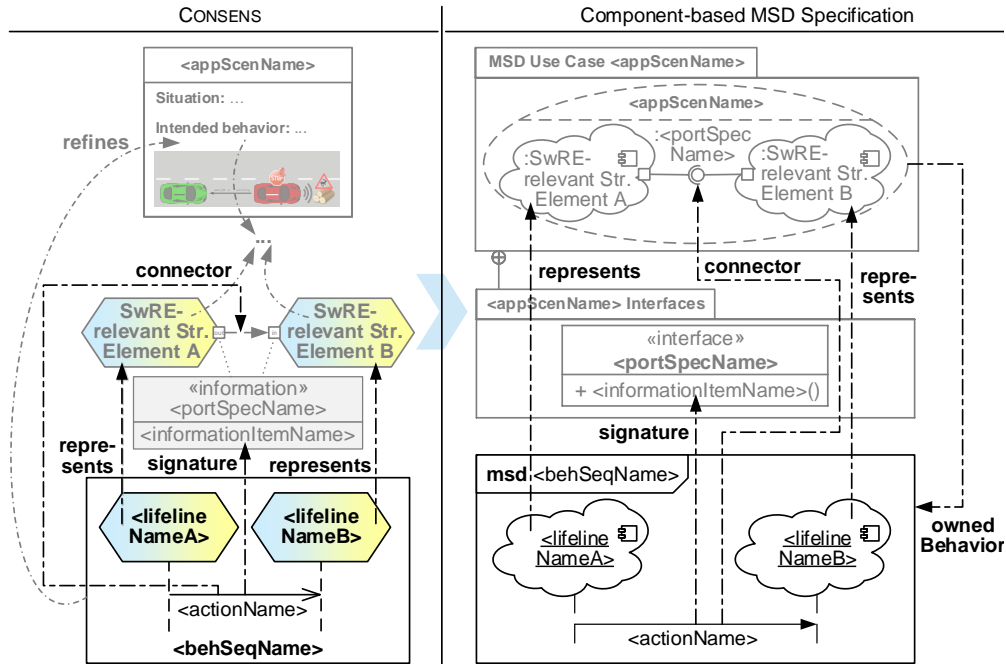 CONSENS
Component-based MSD Specification
<appScenName>
Situation: ...
Intended behavior: ...
refines
...
connector
SwRE-
relevant Str.
Element A
out
in
SwRE-
relevant Str.
Element B
«information»
<portSpecName>
<informationItemName>
repre-
sents
signature
represents
<lifeline
NameA>
<lifeline
NameB>
<actionName>
<behSeqName>
MSD Use Case <appScenName>
<appScenName>
:SwRE-
relevant Str.
Element A
:<portSpec
Name>
:SwRE-
relevant Str.
Element B
represents
connector
repre-
sents
<appScenName> Interfaces
«interface»
<portSpecName>
+ <informationItemName>()
signature
msd <behSeqName>
<lifeline
NameA>
<lifeline
NameB>
owned
Behavior
<actionName>